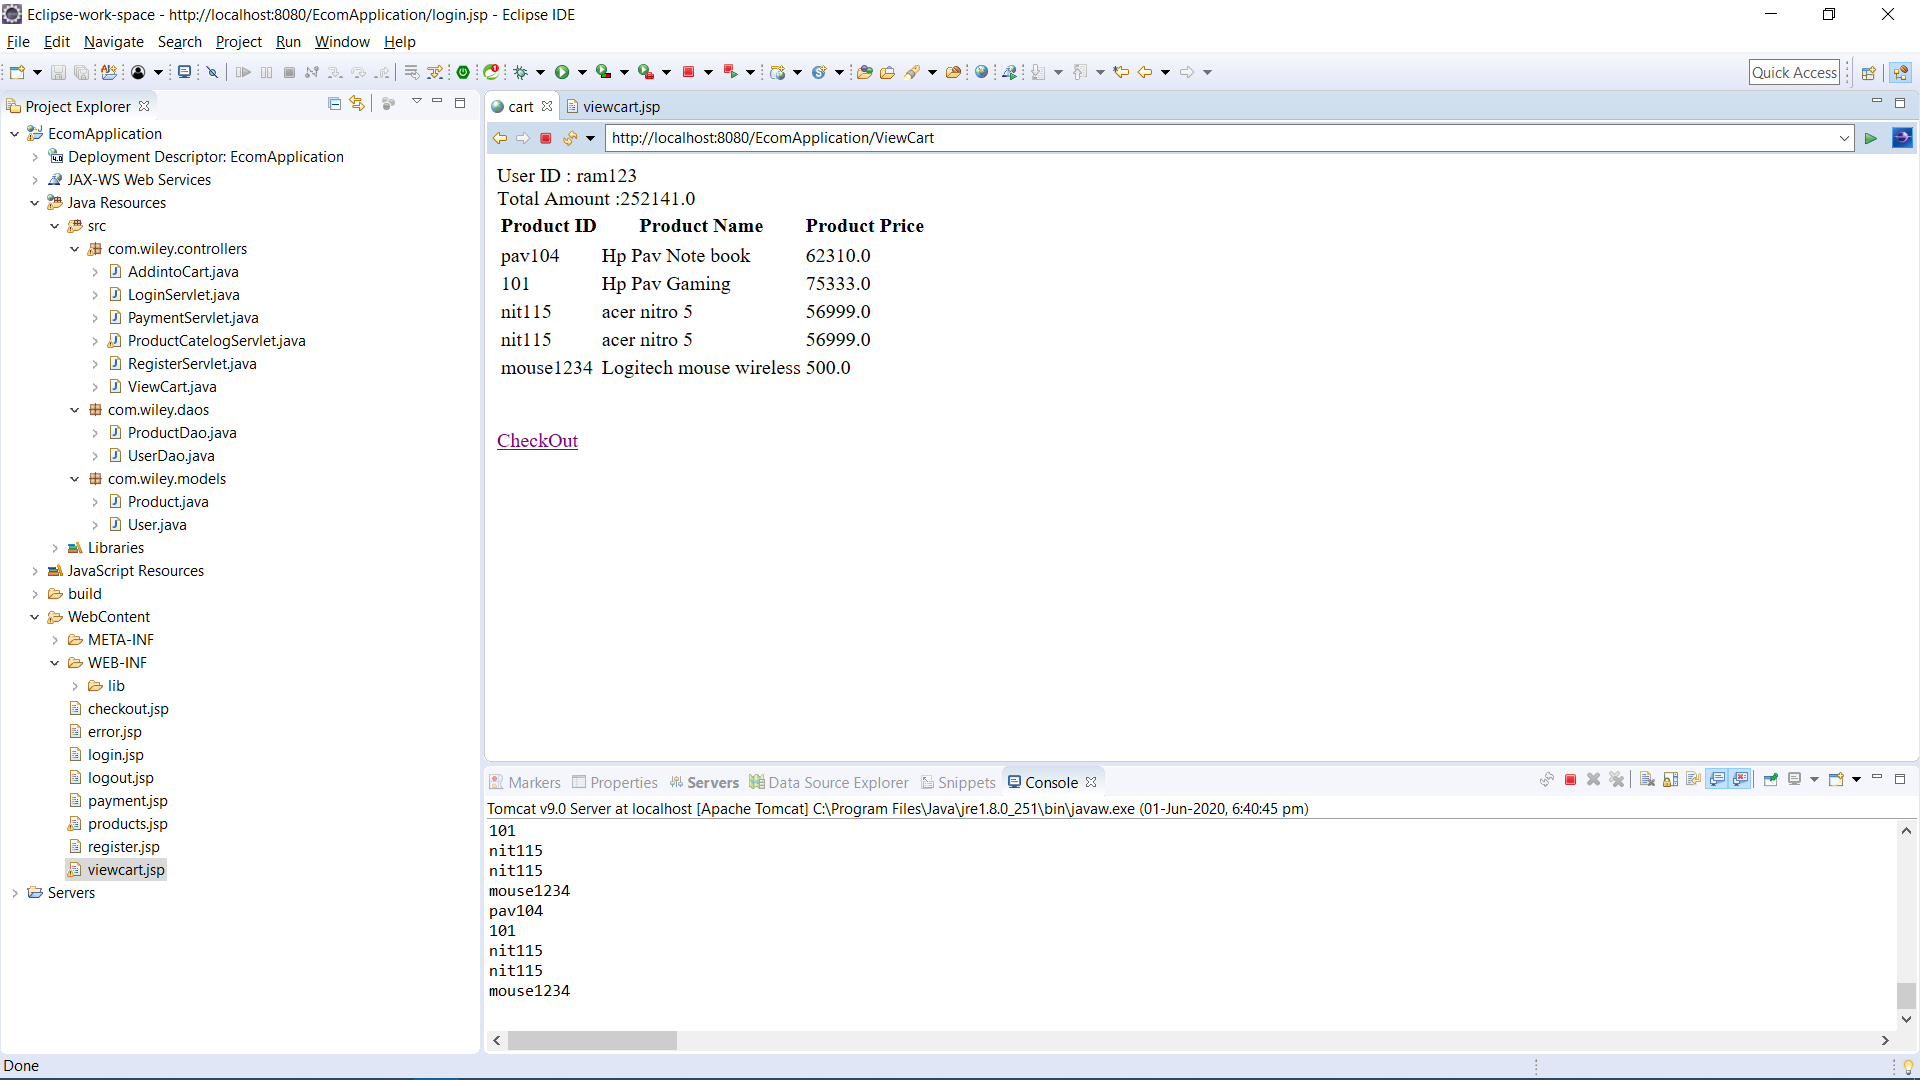 Eclipse-work-space - http://localhost:8080/EcomApplication/login.jsp - Eclipse IDE
File Edit Navigate Search Project Run Window Help
Quick Access
Project Explorer
EcomApplication
Deployment Descriptor: EcomApplication
JAX-WS Web Services
Java Resources
src
com.wiley.controllers
AddintoCart.java
LoginServlet.java
PaymentServlet.java
ProductCatelogServlet.java
RegisterServlet.java
ViewCart.java
com.wiley.daos
ProductDao.java
UserDao.java
com.wiley.models
Product.java
User.java
Libraries
JavaScript Resources
build
WebContent
META-INF
WEB-INF
lib
checkout.jsp
error.jsp
login.jsp
logout.jsp
payment.jsp
products.jsp
register.jsp
viewcart.jsp
Servers
cart viewcart.jsp
http://localhost:8080/EcomApplication/ViewCart
User ID : ram123
Total Amount :252141.0
Product ID Product Name Product Price
pav104 Hp Pav Note book 62310.0
101 Hp Pav Gaming 75333.0
nit115 acer nitro 5 56999.0
nit115 acer nitro 5 56999.0
mouse1234 Logitech mouse wireless 500.0
CheckOut
Markers Properties Servers Data Source Explorer Snippets Console
Tomcat v9.0 Server at localhost [Apache Tomcat] C:\Program Files\Java\jre1.8.0_251\bin\javaw.exe (01-Jun-2020, 6:40:45 pm)
101
nit115
nit115
mouse1234
pav104
101
nit115
nit115
mouse1234
Done